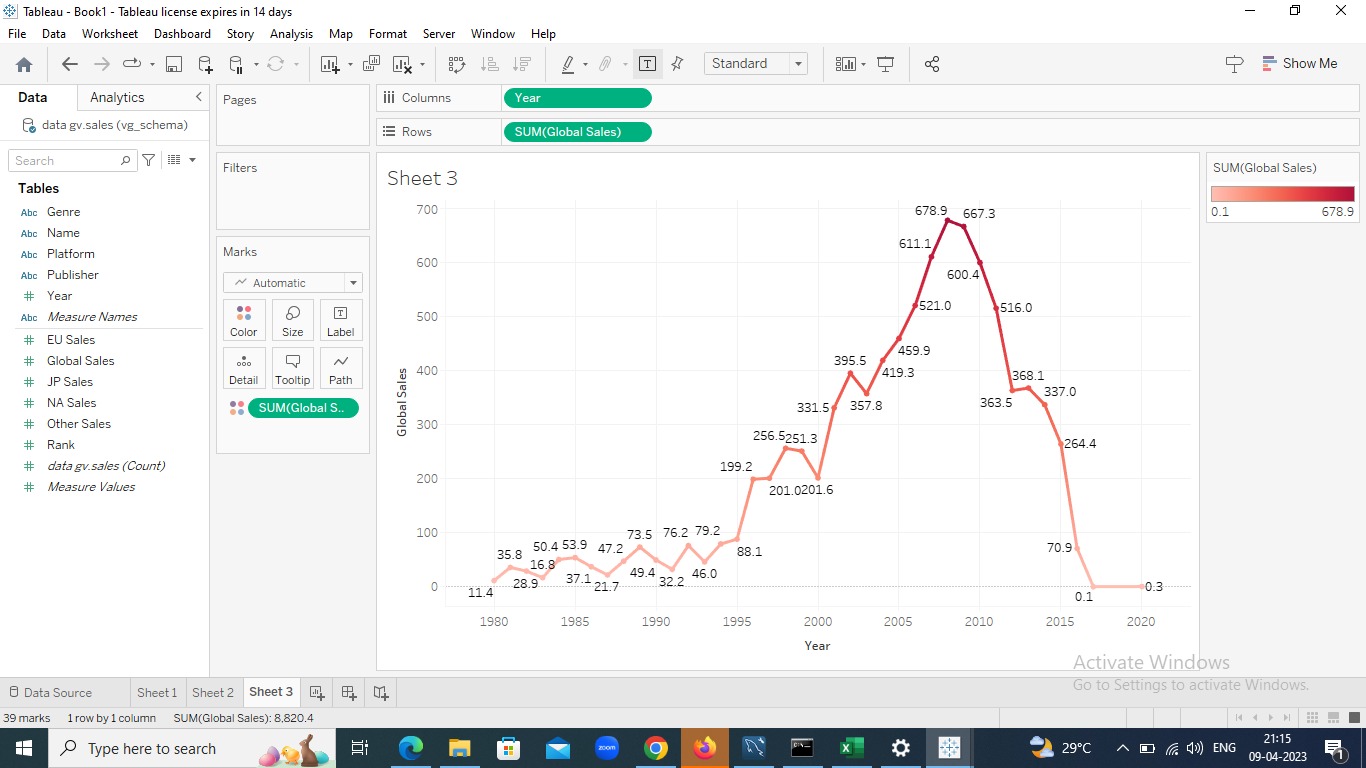 Tableau - Book1 - Tableau license expires in 14 days
File Data Worksheet Dashboard Story Analysis Map Format Server Window Help
Standard
Show Me
Data Analytics
data gv.sales (vg_schema)
Search
Tables
Abc Genre
Abc Name
Abc Platform
Abc Publisher
# Year
Abc Measure Names
# EU Sales
# Global Sales
# JP Sales
# NA Sales
# Other Sales
# Rank
# data gv.sales (Count)
# Measure Values
Pages
Filters
Marks
Automatic
Color Size Label
Detail Tooltip Path
SUM(Global S..
Columns Year
Rows SUM(Global Sales)
Sheet 3
Global Sales
700
600
500
400
300
200
100
0
11.4
35.8
28.9
16.8
50.4
53.9
37.1
21.7
47.2
73.5
49.4
32.2
76.2
46.0
79.2
88.1
199.2
201.0
256.5
251.3
201.6
331.5
395.5
357.8
419.3
459.9
521.0
611.1
678.9
667.3
600.4
516.0
363.5
368.1
337.0
264.4
70.9
0.1
0.3
1980 1985 1990 1995 2000 2005 2010 2015 2020
Year
SUM(Global Sales)
0.1 678.9
Activate Windows
Go to Settings to activate Windows.
Data Source Sheet 1 Sheet 2 Sheet 3
39 marks 1 row by 1 column SUM(Global Sales): 8,820.4
Type here to search
zoom
29°C
ENG
21:15
09-04-2023
1